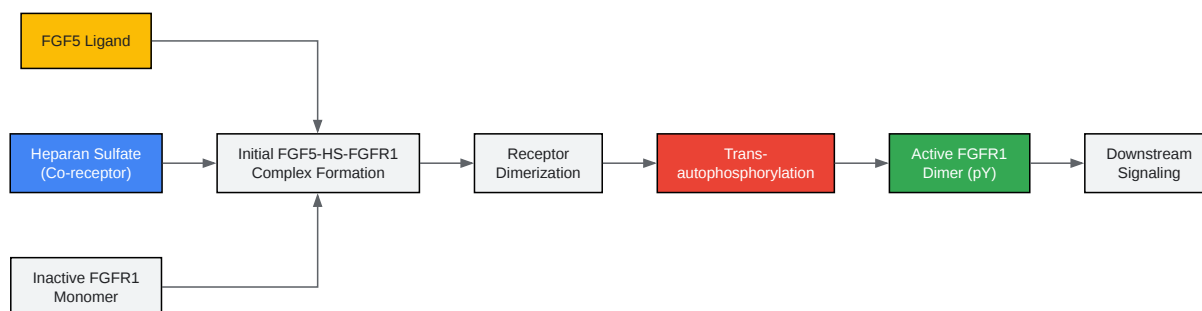 FGF5 Ligand
Heparan Sulfate
(Co-receptor)
Inactive FGFR1
Monomer
Initial FGF5-HS-FGFR1
Complex Formation
Receptor
Dimerization
Trans-
autophosphorylation
Active FGFR1
Dimer (pY)
Downstream
Signaling